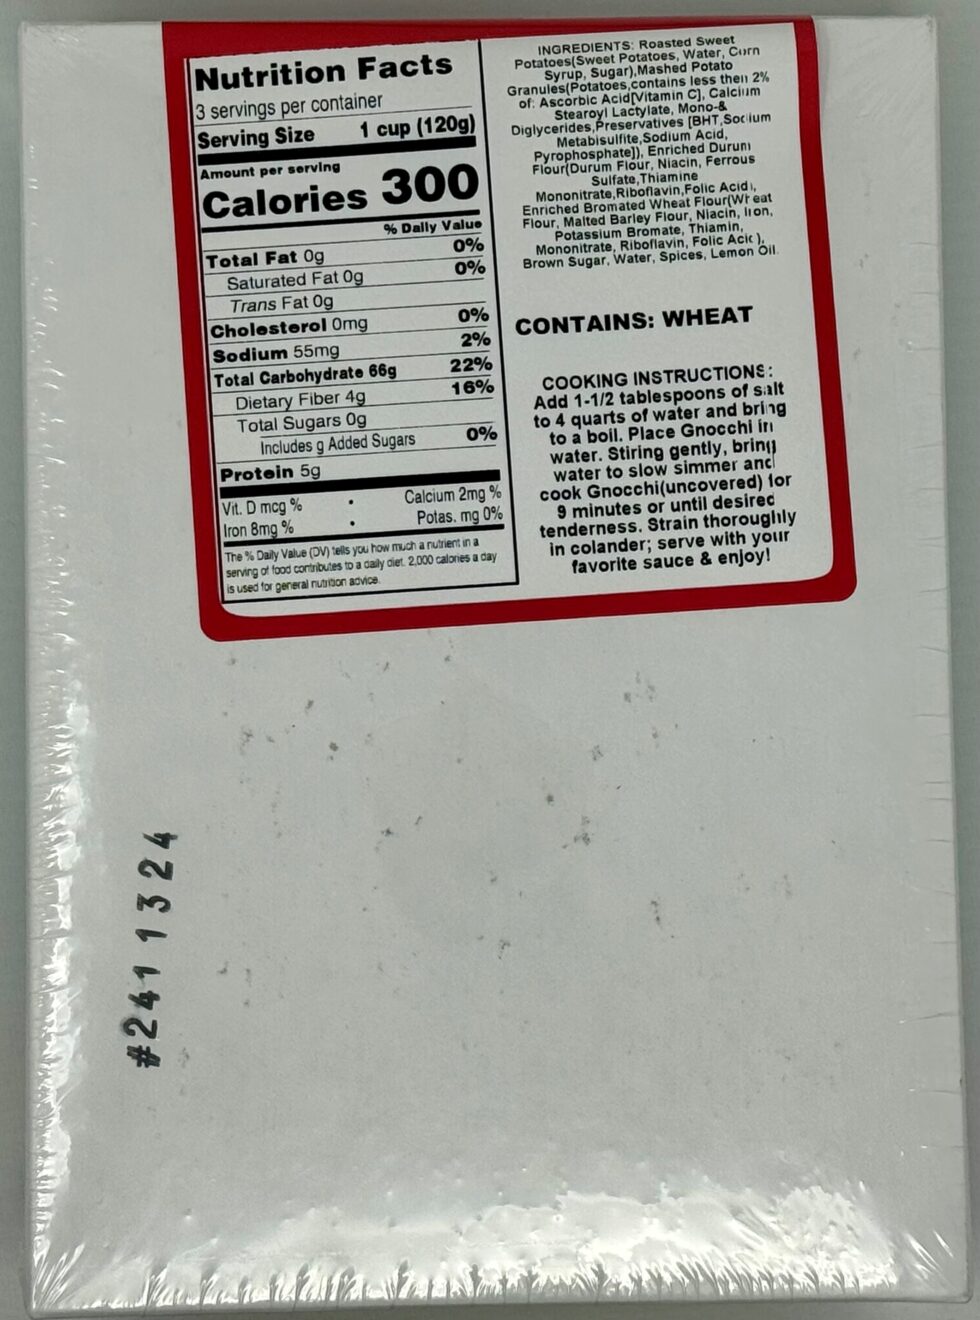 Nutrition Facts
3 servings per container
Serving Size 1 cup (120g)
Amount per serving
Calories 300
% Daily Value
Total Fat 0g 0%
Saturated Fat 0g 0%
Trans Fat 0g
Cholesterol 0mg 0%
Sodium 55mg 2%
Total Carbohydrate 66g 22%
Dietary Fiber 4g 16%
Total Sugars 0g
Includes g Added Sugars 0%
Protein 5g
Vit. D mcg % • Calcium 2mg %
Iron 8mg % • Potas. mg 0%
The % Daily Value (DV) tells you how much a nutrient in a
serving of food contributes to a daily diet. 2,000 calories a day
is used for general nutrition advice.
INGREDIENTS: Roasted Sweet
Potatoes(Sweet Potatoes, Water, Corn
Syrup, Sugar),Mashed Potato
Granules(Potatoes,contains less then 2%
of: Ascorbic Acid[Vitamin C], Calcium
Stearoyl Lactylate, Mono-&
Diglycerides,Preservatives [BHT,Sodium
Metabisulfite,Sodium Acid,
Pyrophosphate]), Enriched Durum
Flour(Durum Flour, Niacin, Ferrous
Sulfate,Thiamine
Mononitrate,Riboflavin,Folic Acid),
Enriched Bromated Wheat Flour(Wheat
Flour, Malted Barley Flour, Niacin, Iron,
Potassium Bromate, Thiamin,
Mononitrate, Riboflavin, Folic Acid),
Brown Sugar, Water, Spices, Lemon Oil.
CONTAINS: WHEAT
COOKING INSTRUCTIONS:
Add 1-1/2 tablespoons of salt
to 4 quarts of water and bring
to a boil. Place Gnocchi in
water. Stiring gently, bring
water to slow simmer and
cook Gnocchi(uncovered) for
9 minutes or until desired
tenderness. Strain thoroughly
in colander; serve with your
favorite sauce & enjoy!
#241 1324